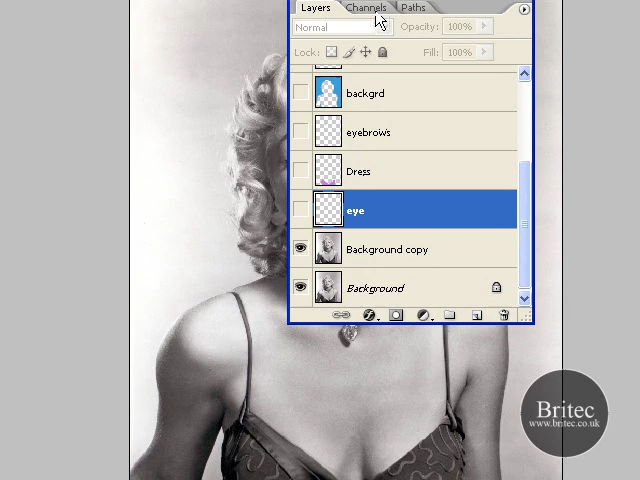 Layers Channels Paths
Normal Opacity: 100%
Lock: Fill: 100%
backgrd
eyebrows
Dress
eye
Background copy
Background
Britec
www.britec.co.uk